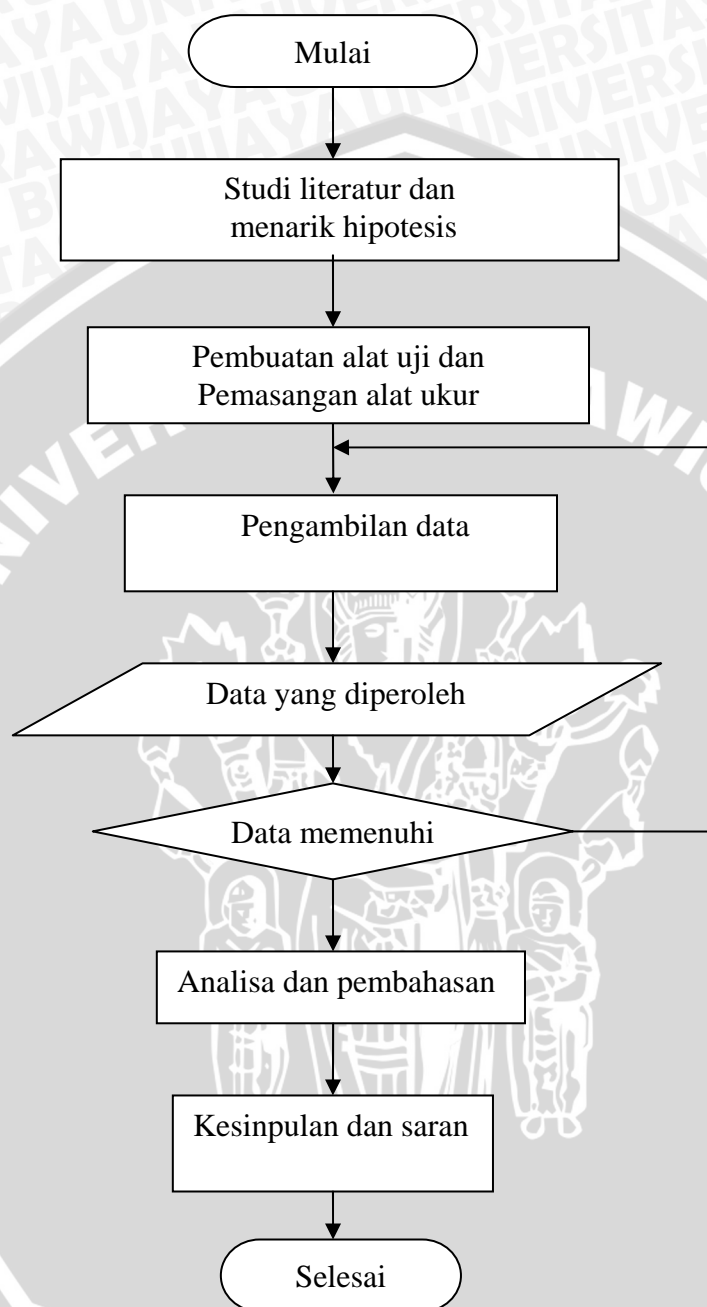 Mulai
Studi literatur dan
menarik hipotesis
Pembuatan alat uji dan
Pemasangan alat ukur
Pengambilan data
Data yang diperoleh
Data memenuhi
Analisa dan pembahasan
Kesinpulan dan saran
Selesai